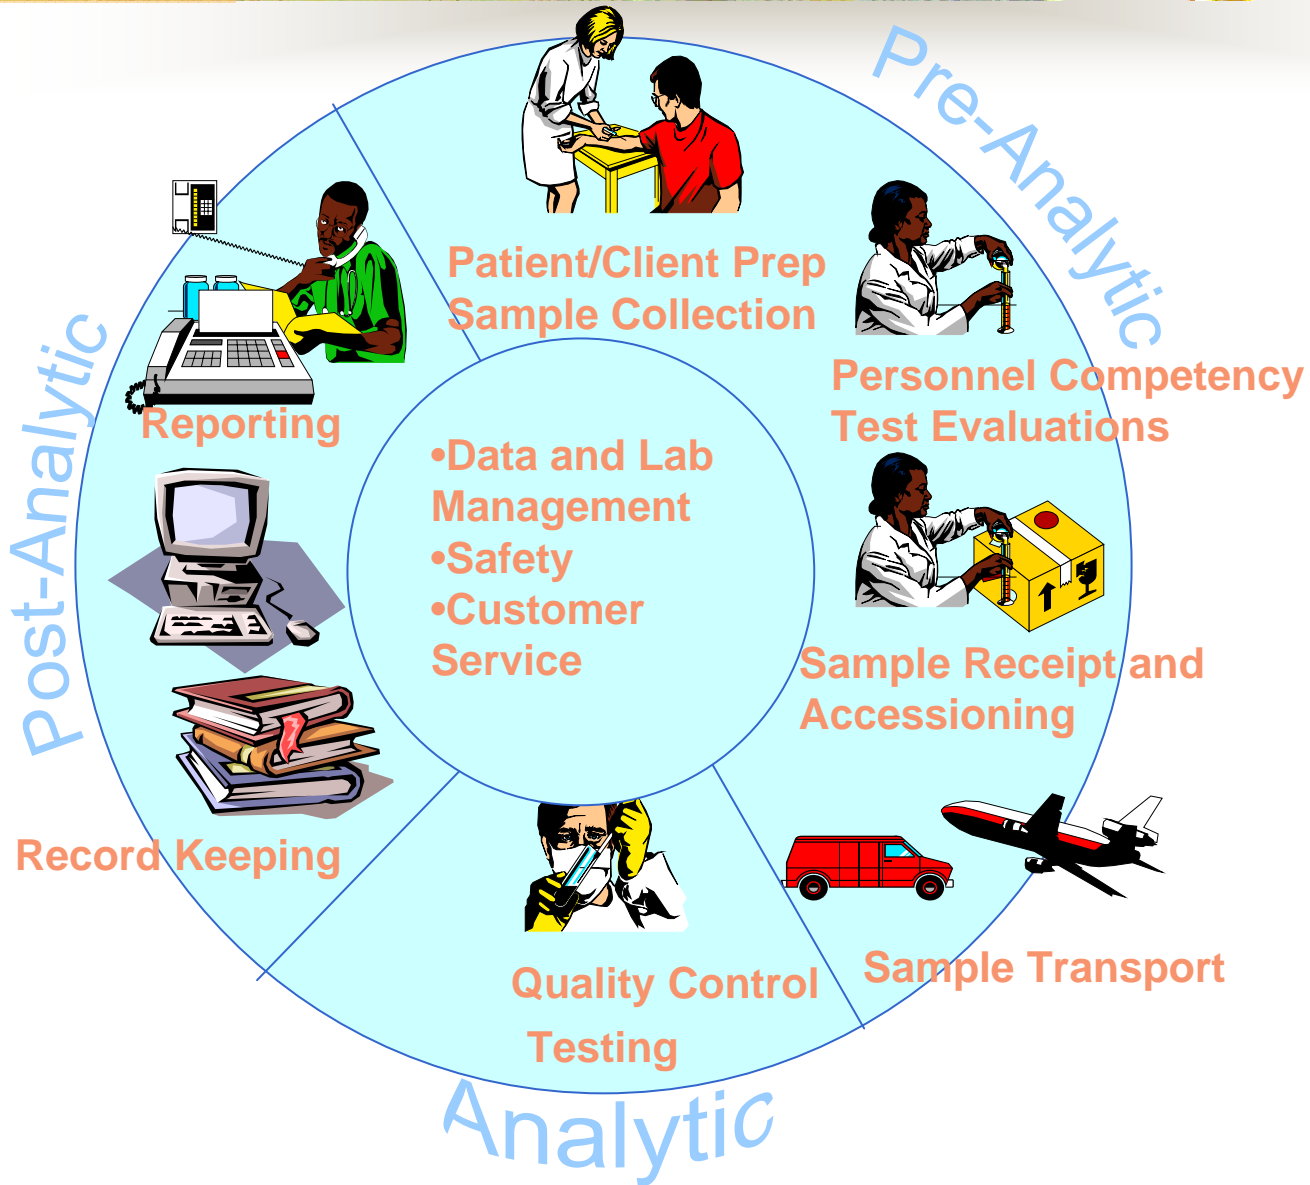 Pre-Analytic
Patient/Client Prep
Sample Collection
Personnel Competency
Test Evaluations
Sample Receipt and
Accessioning
Sample Transport
Analytic
Quality Control
Testing
Post-Analytic
Reporting
Record Keeping
•Data and Lab
Management
•Safety
•Customer
Service